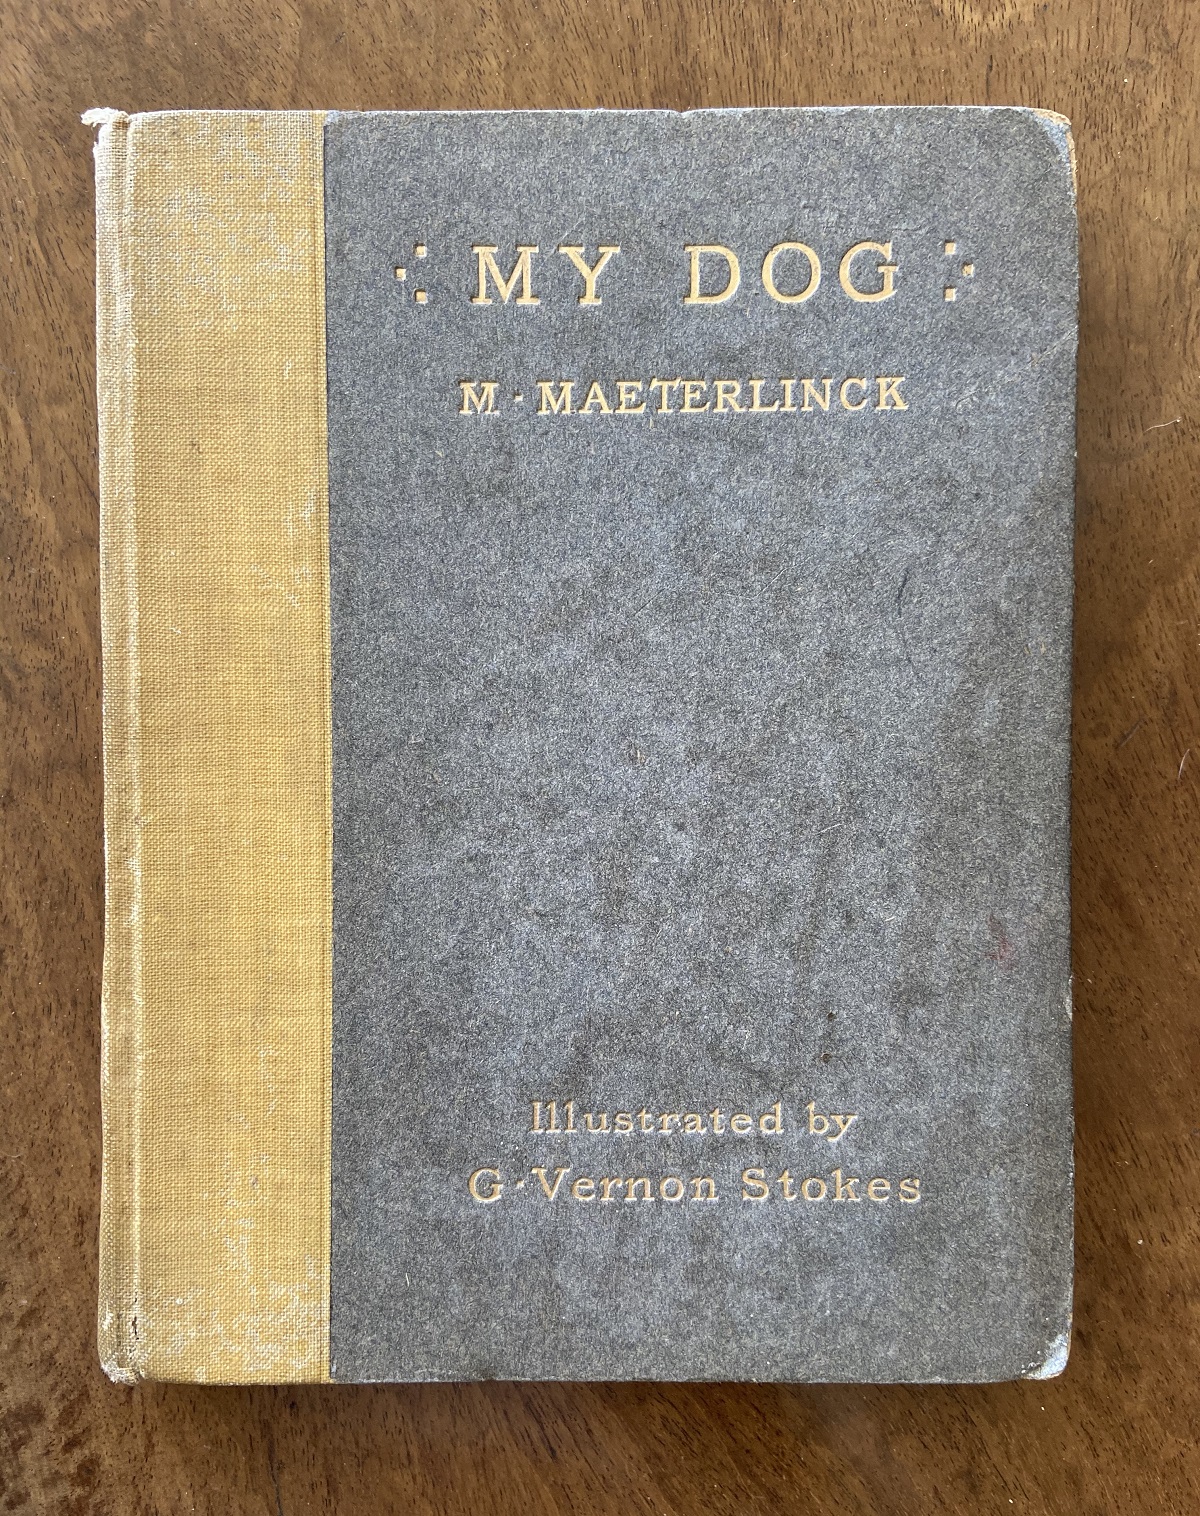 MY DOG
M · MAETERLINCK
Illustrated by
G · Vernon Stokes